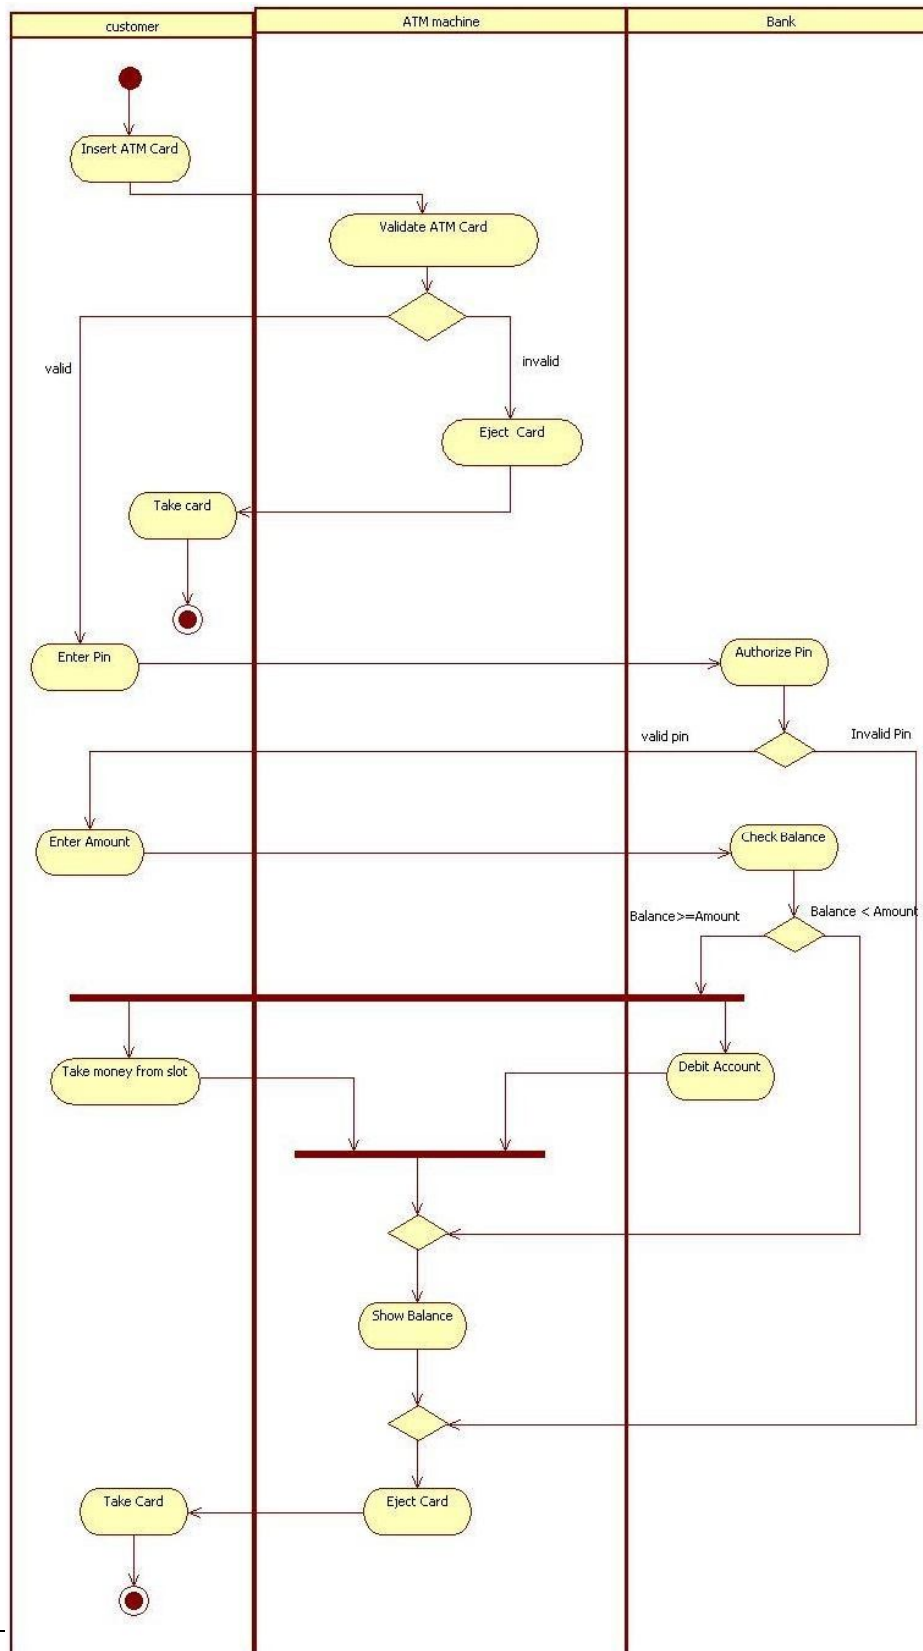 customer
ATM machine
Bank
Insert ATM Card
Validate ATM Card
valid
invalid
Eject Card
Take card
Enter Pin
Authorize Pin
valid pin
Invalid Pin
Enter Amount
Check Balance
Balance>=Amount
Balance < Amount
Take money from slot
Debit Account
Show Balance
Take Card
Eject Card